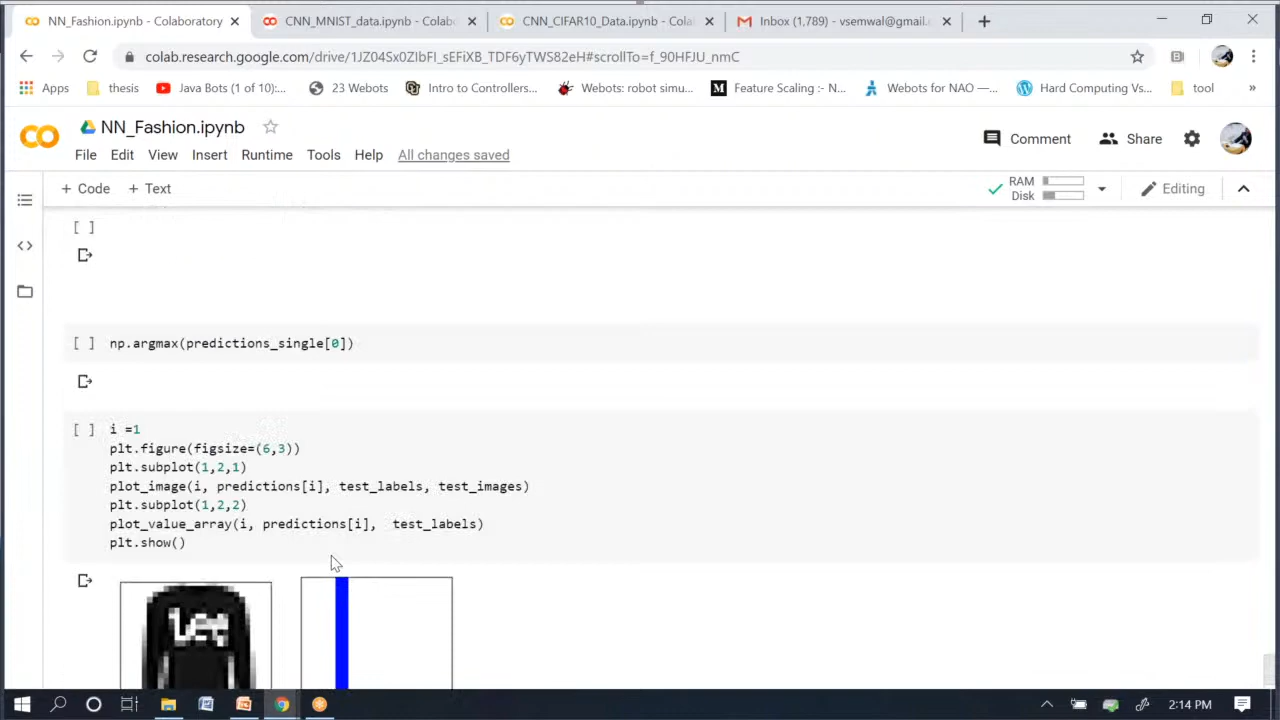 NN_Fashion.ipynb - Colaboratory
CNN_MNIST_data.ipynb - Colabo
CNN_CIFAR10_Data.ipynb - Cola
Inbox (1,789) - vsemwal@gmail.c
colab.research.google.com/drive/1JZ04Sx0ZIbFI_sEFiXB_TDF6yTWS82eH#scrollTo=f_90HFJU_nmC
Apps
thesis
Java Bots (1 of 10):...
23 Webots
Intro to Controllers...
Webots: robot simu...
Feature Scaling :- N...
Webots for NAO —...
Hard Computing Vs...
tool
»
NN_Fashion.ipynb
Comment
Share
File Edit View Insert Runtime Tools Help All changes saved
+ Code + Text
RAM
Disk
Editing
[ ]
[ ] np.argmax(predictions_single[0])
[ ] i =1
plt.figure(figsize=(6,3))
plt.subplot(1,2,1)
plot_image(i, predictions[i], test_labels, test_images)
plt.subplot(1,2,2)
plot_value_array(i, predictions[i],  test_labels)
plt.show()
Lee
2:14 PM